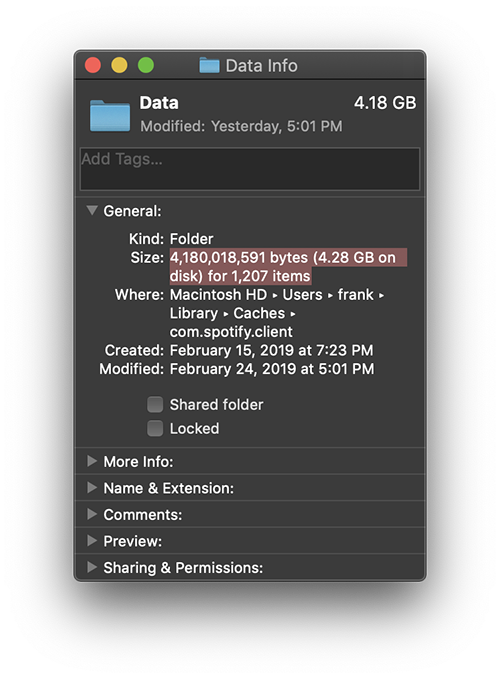 Data Info
Data 4.18 GB
Modified: Yesterday, 5:01 PM
Add Tags...
General:
Kind: Folder
Size: 4,180,018,591 bytes (4.28 GB on
disk) for 1,207 items
Where: Macintosh HD ▸ Users ▸ frank ▸
Library ▸ Caches ▸
com.spotify.client
Created: February 15, 2019 at 7:23 PM
Modified: February 24, 2019 at 5:01 PM
Shared folder
Locked
More Info:
Name & Extension:
Comments:
Preview:
Sharing & Permissions: